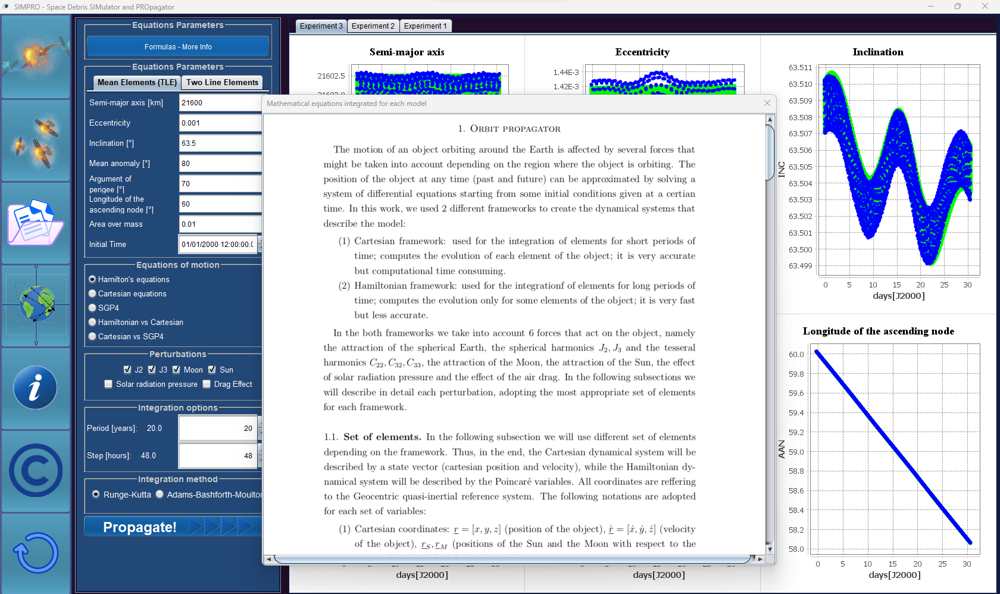 SIMPRO - Space Debris SIMulator and PROpagator
Equations Parameters
Formulas - More Info
Equations Parameters
Mean Elements (TLE) Two Line Elements
Semi-major axis [km] 21600
Eccentricity 0.001
Inclination [°] 63.5
Mean anomaly [°] 80
Argument of
perigee [°] 70
Longitude of the
ascending node [°] 60
Area over mass 0.01
Initial Time 01/01/2000 12:00:00.0
Equations of motion
Hamilton's equations
Cartesian equations
SGP4
Hamiltonian vs Cartesian
Cartesian vs SGP4
Perturbations
J2 J3 Moon Sun
Solar radiation pressure Drag Effect
Integration options
Period [years]: 20.0 20
Step [hours]: 48.0 48
Integration method
Runge-Kutta Adams-Bashforth-Moulton
Propagate!
Experiment 3 Experiment 2 Experiment 1
Semi-major axis
21602.5
Eccentricity
1.44E-3
1.42E-3
Inclination
63.511
63.510
63.509
63.508
63.507
63.506
63.505
63.504
63.503
63.502
63.501
63.500
63.499
INC
0 5 10 15 20 25 30
days[J2000]
Mathematical equations integrated for each model
1. Orbit propagator
The motion of an object orbiting around the Earth is affected by several forces that
might be taken into account depending on the region where the object is orbiting. The
position of the object at any time (past and future) can be approximated by solving a
system of differential equations starting from some initial conditions given at a certian
time. In this work, we used 2 different frameworks to create the dynamical systems that
describe the model:
(1) Cartesian framework: used for the integration of elements for short periods of
time; computes the evolution of each element of the object; it is very accurate
but computational time consuming.
(2) Hamiltonian framework: used for the integrationf of elements for long periods of
time; computes the evolution only for some elements of the object; it is very fast
but less accurate.
In the both frameworks we take into account 6 forces that act on the object, namely
the attraction of the spherical Earth, the spherical harmonics J₂, J₃ and the tesseral
harmonics C₂₂, C₃₂, C₃₃, the attraction of the Moon, the attraction of the Sun, the effect
of solar radiation pressure and the effect of the air drag. In the following subsections we
will describe in detail each perturbation, adopting the most appropriate set of elements
for each framework.
1.1. Set of elements. In the following subsection we will use different set of elements
depending on the framework. Thus, in the end, the Cartesian dynamical system will be
described by a state vector (cartesian position and velocity), while the Hamiltonian dy-
namical system will be described by the Poincaré variables. All coordinates are reffering
to the Geocentric quasi-inertial reference system. The following notations are adopted
for each set of variables:
(1) Cartesian coordinates: r = [x, y, z] (position of the object), ṙ = [ẋ, ẏ, ż] (velocity
of the object), r_S, r_M (positions of the Sun and the Moon with respect to the
days[J2000]
days[J2000]
Longitude of the ascending node
60.0
59.8
59.6
59.4
59.2
59.0
58.8
58.6
58.4
58.2
58.0
AAN
0 5 10 15 20 25 30
days[J2000]